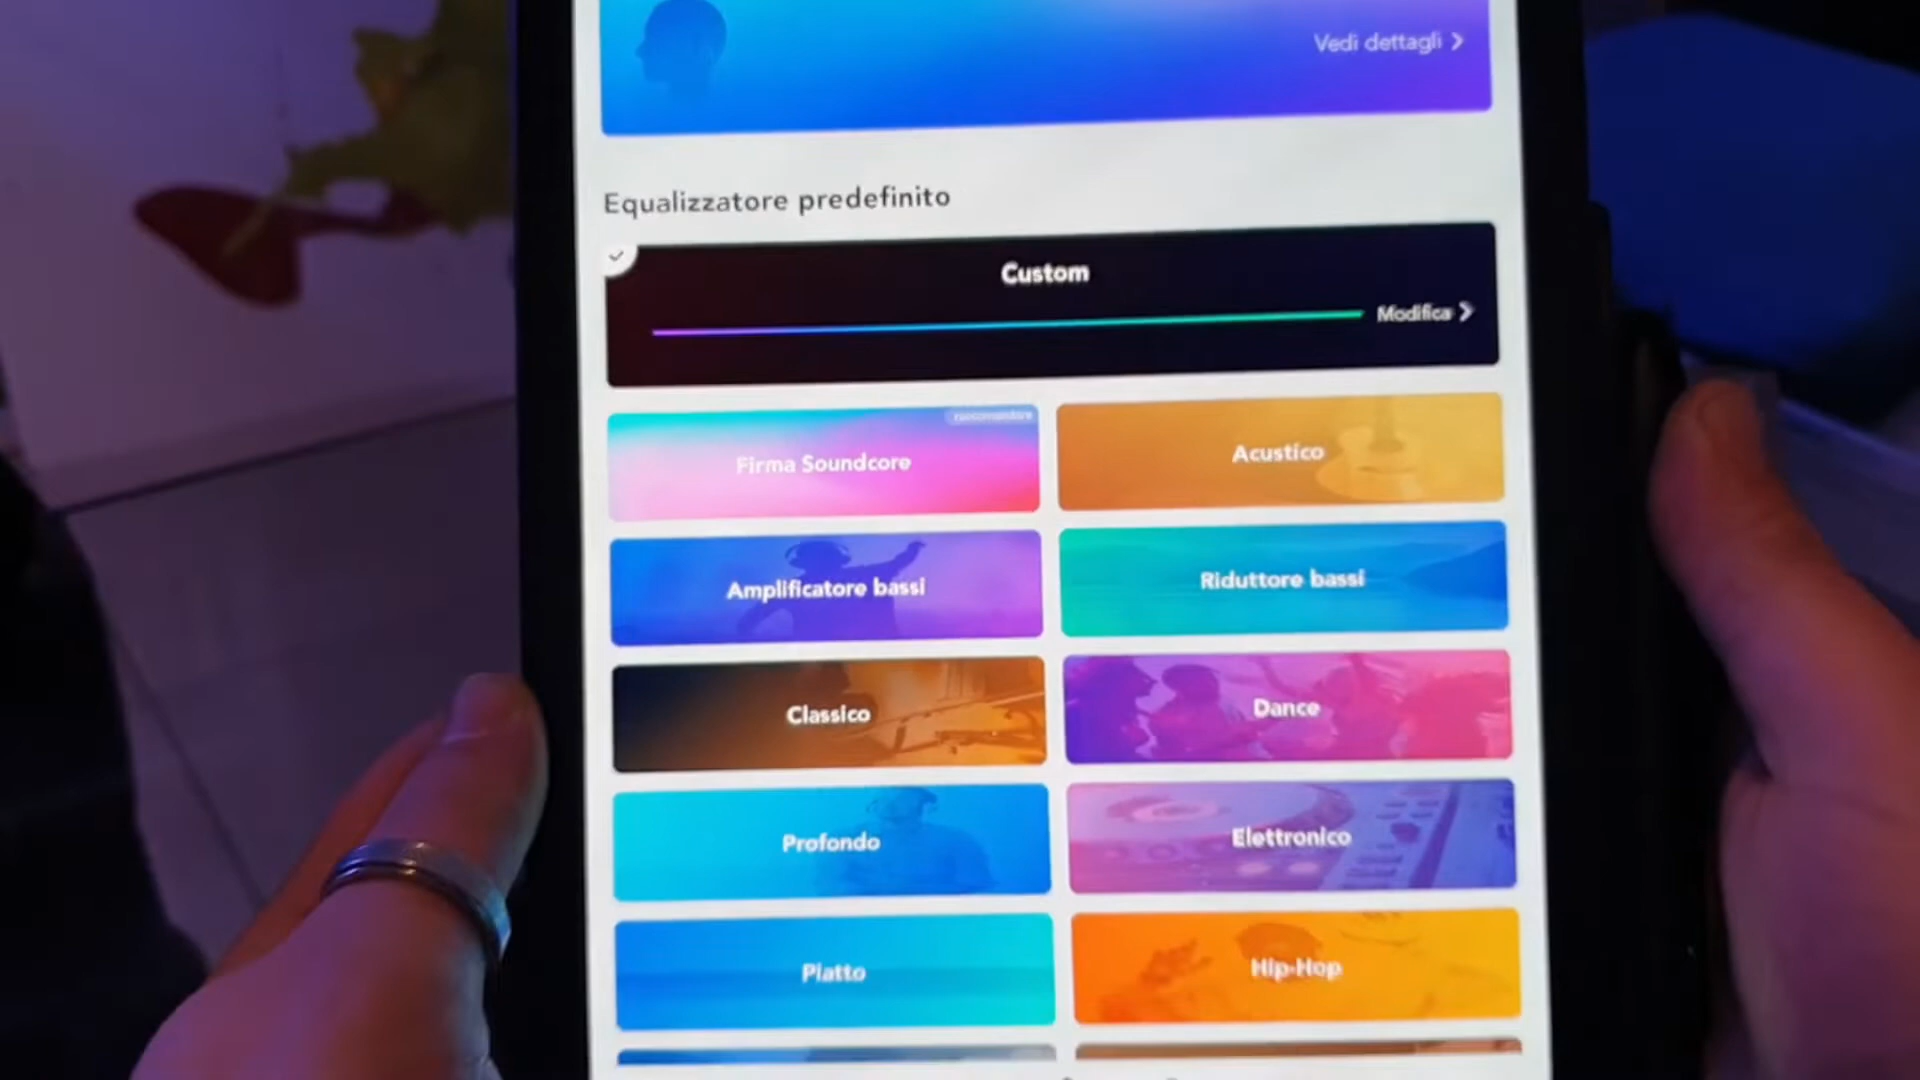 Vedi dettagli
Equalizzatore predefinito
Custom
Modifica
Firma Soundcore
Acustico
Amplificatore bassi
Riduttore bassi
Classico
Dance
Profondo
Elettronico
Piatto
Hip-Hop